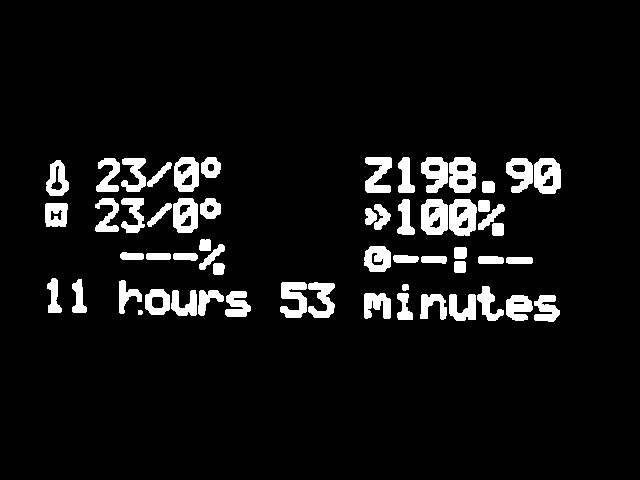 23/0° Z198.90
23/0° »100%
---% --:--
11 hours 53 minutes